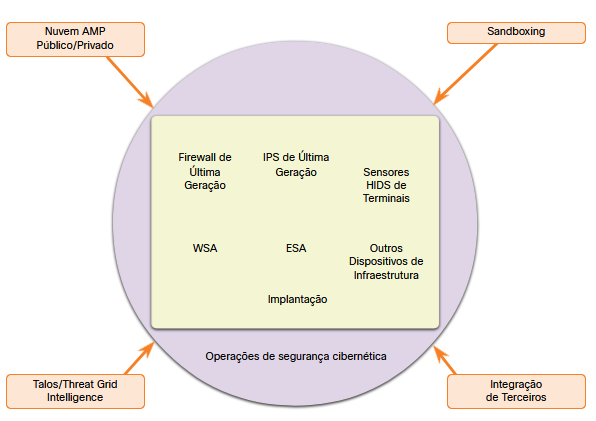 Nuvem AMP
Público/Privado
Sandboxing
Firewall de
Última
Geração
IPS de Última
Geração
Sensores
HIDS de
Terminais
WSA
ESA
Outros
Dispositivos de
Infraestrutura
Implantação
Operações de segurança cibernética
Talos/Threat Grid
Intelligence
Integração
de Terceiros